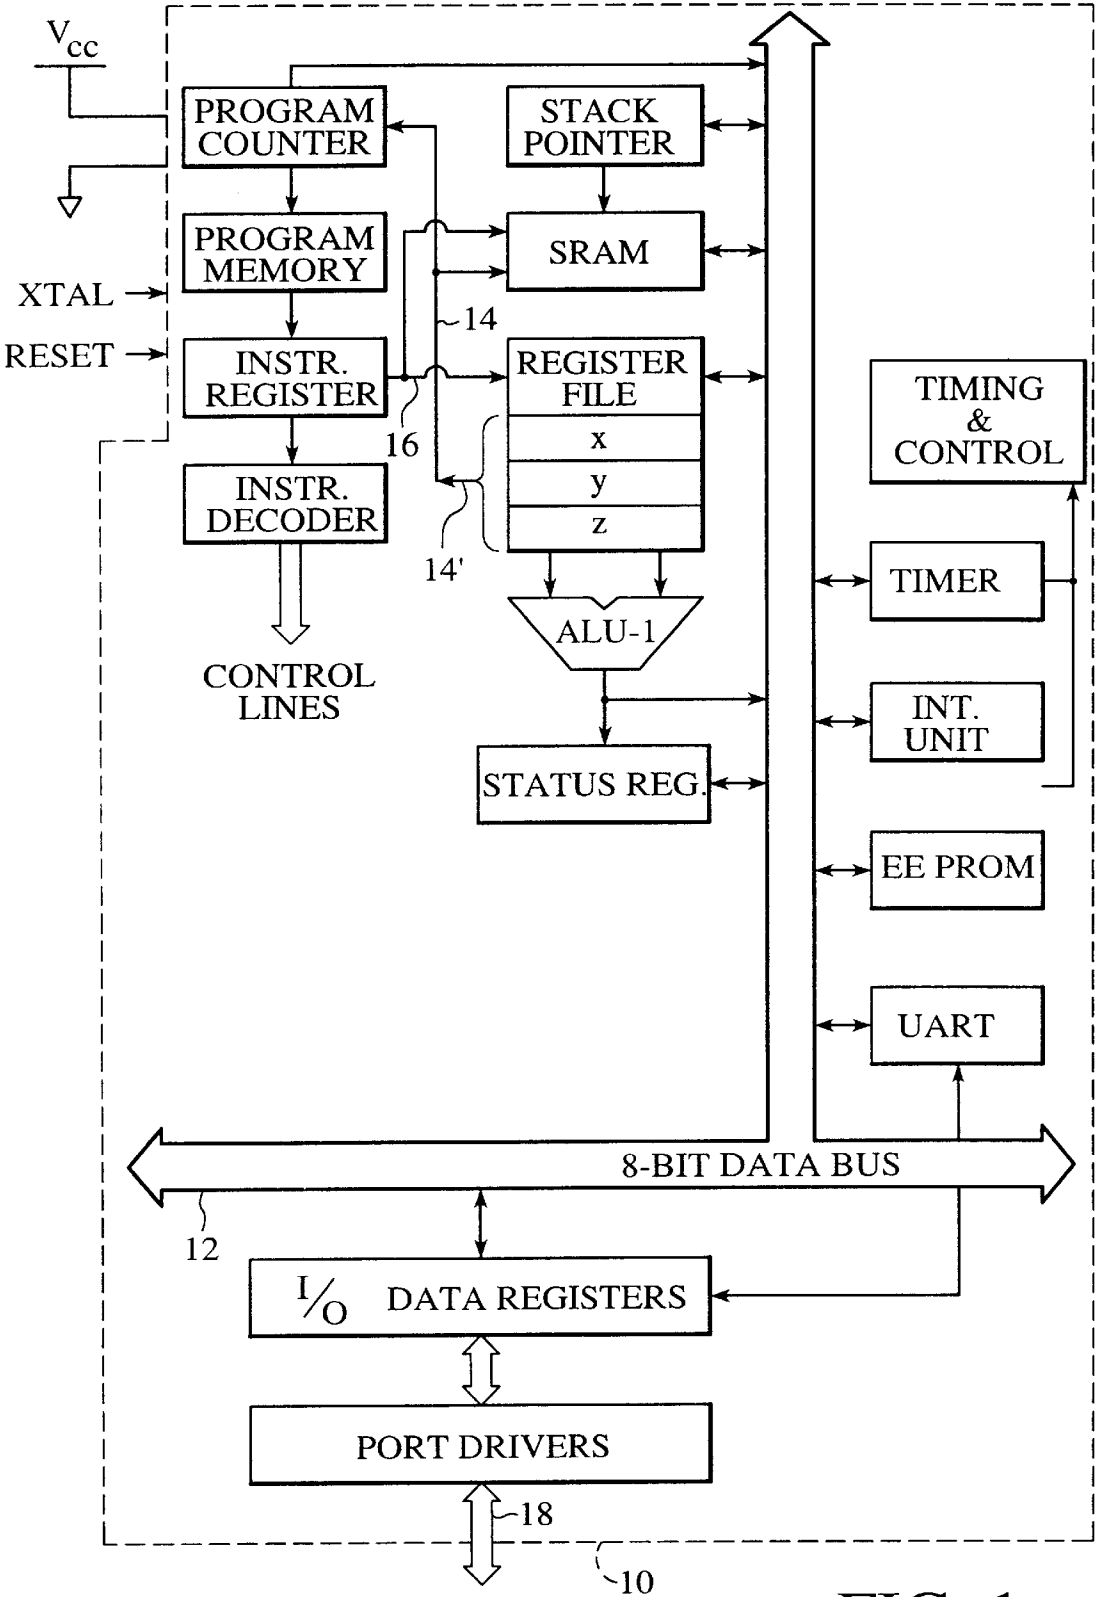 Vcc
PROGRAM
COUNTER
STACK
POINTER
PROGRAM
MEMORY
SRAM
XTAL
14
RESET
INSTR.
REGISTER
REGISTER
FILE
16
x
y
z
TIMING
&
CONTROL
INSTR.
DECODER
14'
TIMER
ALU-1
CONTROL
LINES
INT.
UNIT
STATUS REG.
EE PROM
UART
8-BIT DATA BUS
12
I/O DATA REGISTERS
PORT DRIVERS
18
10